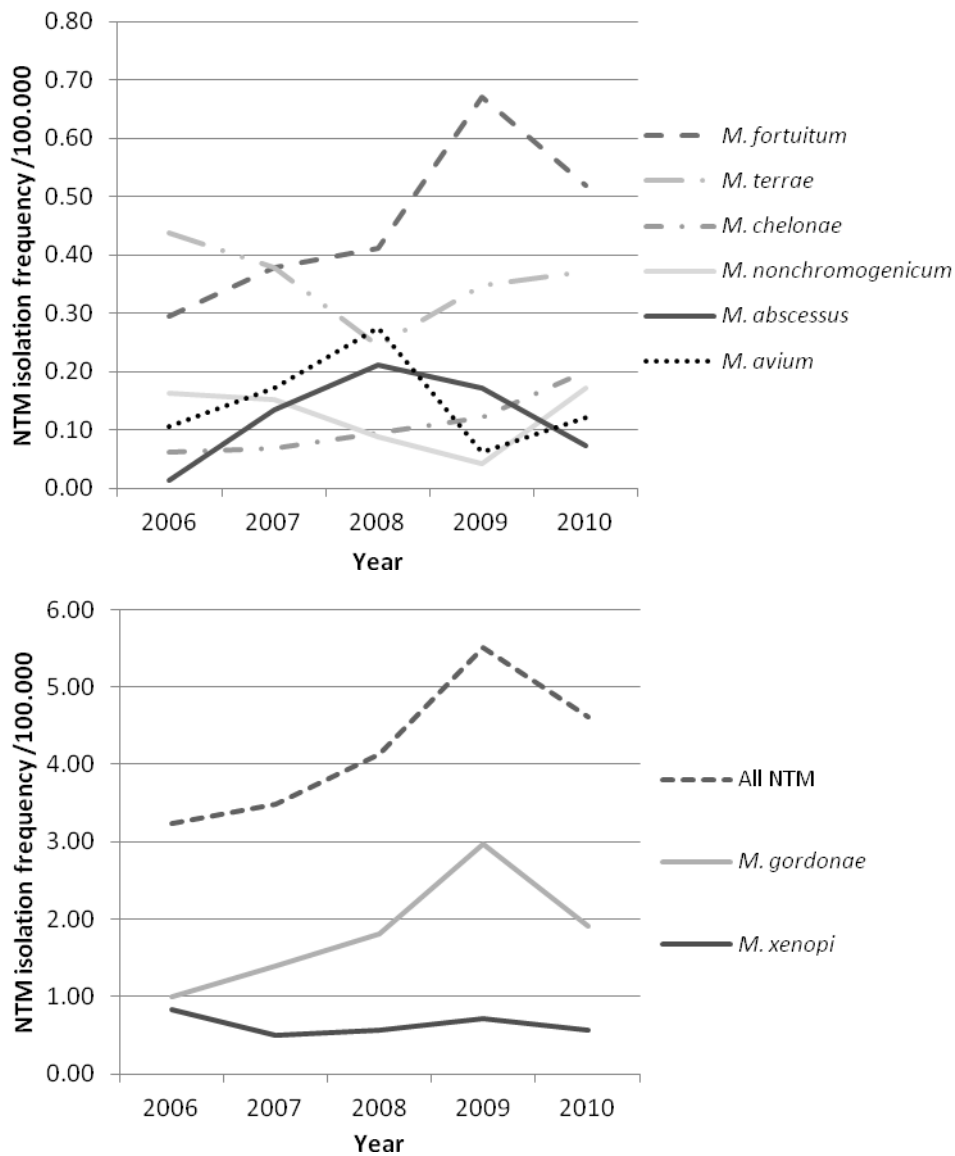 NTM isolation frequency /100.000
0.80
0.70
0.60
0.50
0.40
0.30
0.20
0.10
0.00
2006 2007 2008 2009 2010
Year
M. fortuitum
M. terrae
M. chelonae
M. nonchromogenicum
M. abscessus
M. avium
NTM isolation frequency /100.000
6.00
5.00
4.00
3.00
2.00
1.00
0.00
2006 2007 2008 2009 2010
Year
All NTM
M. gordonae
M. xenopi